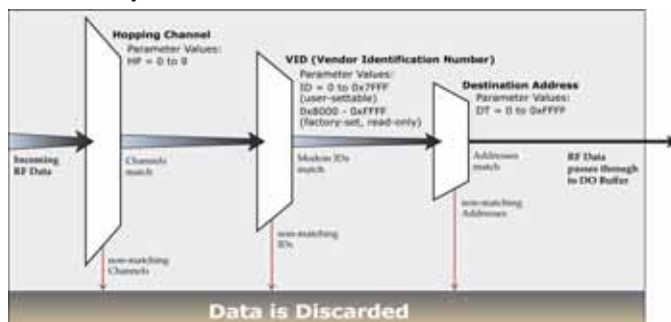 Hopping Channel
Parameter Values:
HP = 0 to 9
VID (Vendor Identification Number)
Parameter Values:
ID = 0 to 0x7FFF
(user-settable)
0x8000 - 0xFFFF
(factory-set, read-only)
Destination Address
Parameter Values:
DT = 0 to 0xFFFF
Incoming
RF Data
Channels
match
Modem IDs
match
Addresses
match
RF Data
passes through
to DO Buffer
non-matching
Channels
non-matching
IDs
non-matching
Addresses
Data is Discarded